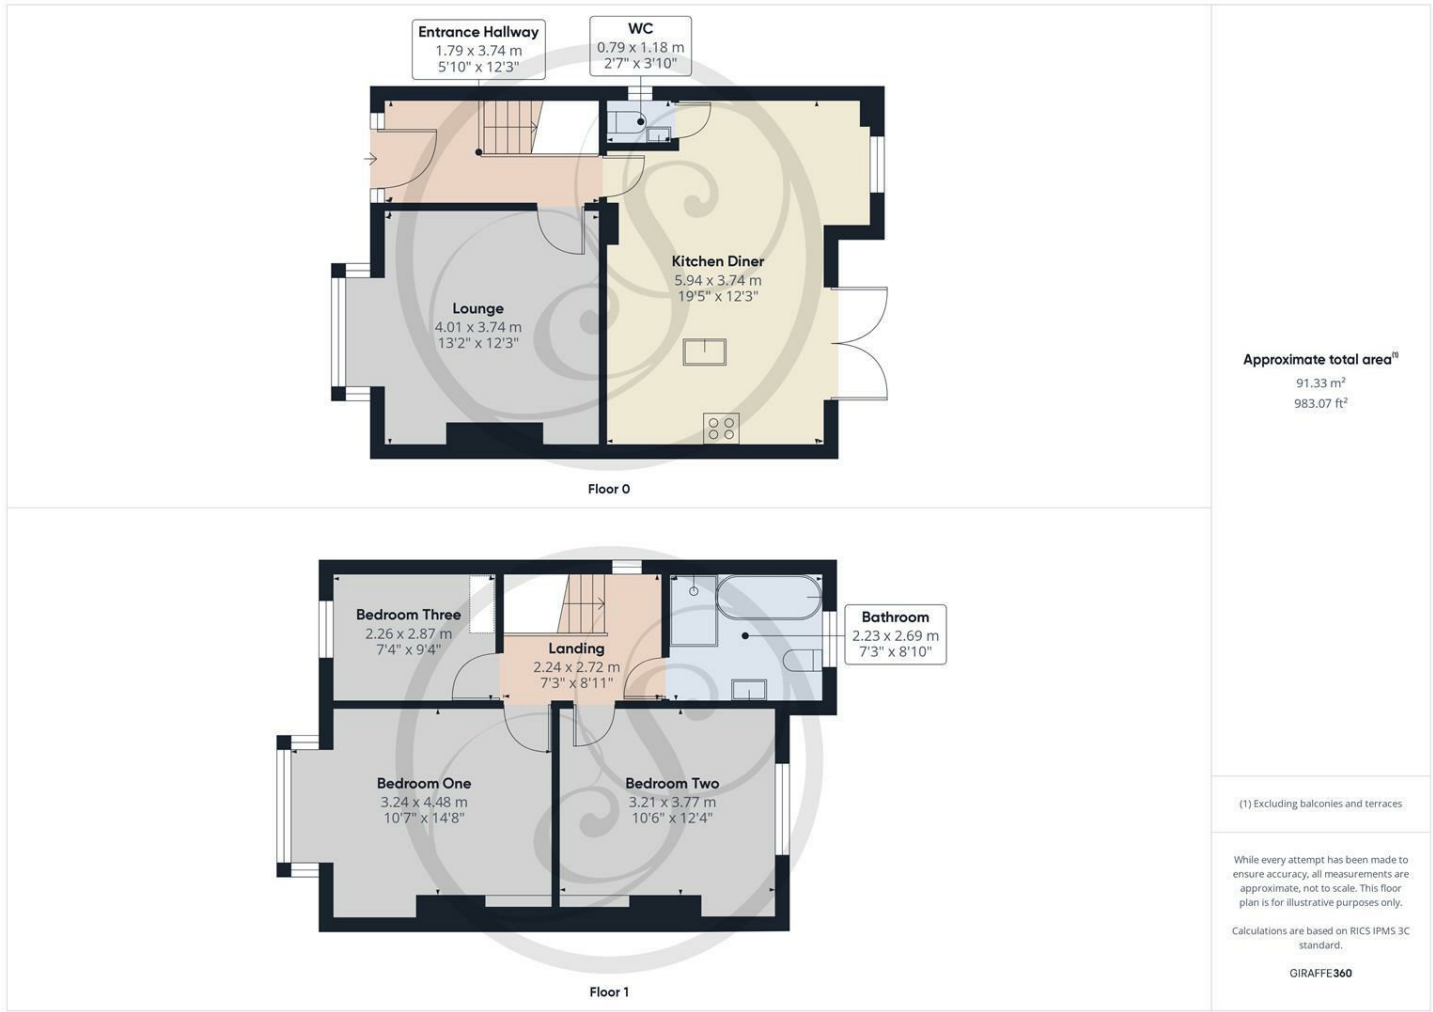 Entrance Hallway
1.79 x 3.74 m
5'10" x 12'3"
WC
0.79 x 1.18 m
2'7" x 3'10"
Kitchen Diner
5.94 x 3.74 m
19'5" x 12'3"
Lounge
4.01 x 3.74 m
13'2" x 12'3"
Floor 0
Approximate total area(1)
91.33 m²
983.07 ft²
Bedroom Three
2.26 x 2.87 m
7'4" x 9'4"
Landing
2.24 x 2.72 m
7'3" x 8'11"
Bathroom
2.23 x 2.69 m
7'3" x 8'10"
Bedroom One
3.24 x 4.48 m
10'7" x 14'8"
Bedroom Two
3.21 x 3.77 m
10'6" x 12'4"
Floor 1
(1) Excluding balconies and terraces
While every attempt has been made to
ensure accuracy, all measurements are
approximate, not to scale. This floor
plan is for illustrative purposes only.
Calculations are based on RICS IPMS 3C
standard.
GIRAFFE360